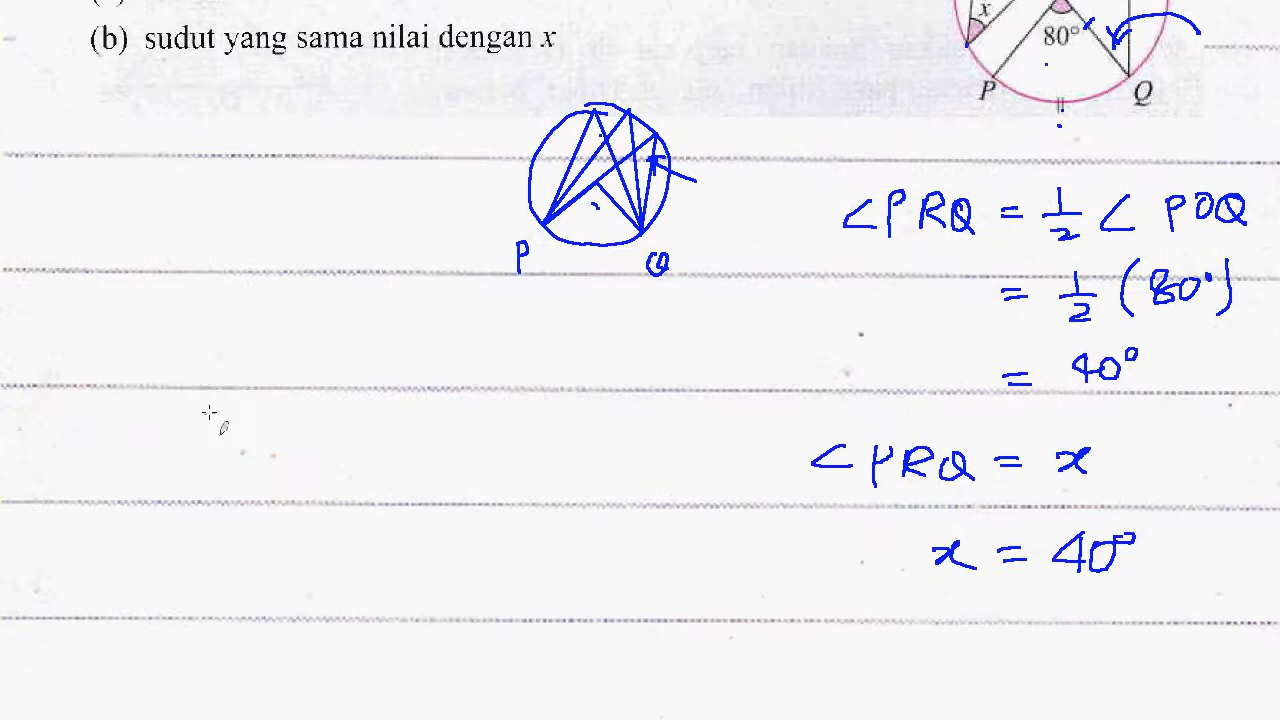 (b) sudut yang sama nilai dengan x
x
80°
P
Q
P
Q
∠PRQ = 1/2 ∠ POQ
= 1/2 (80°)
= 40°
∠PRQ = x
x = 40°